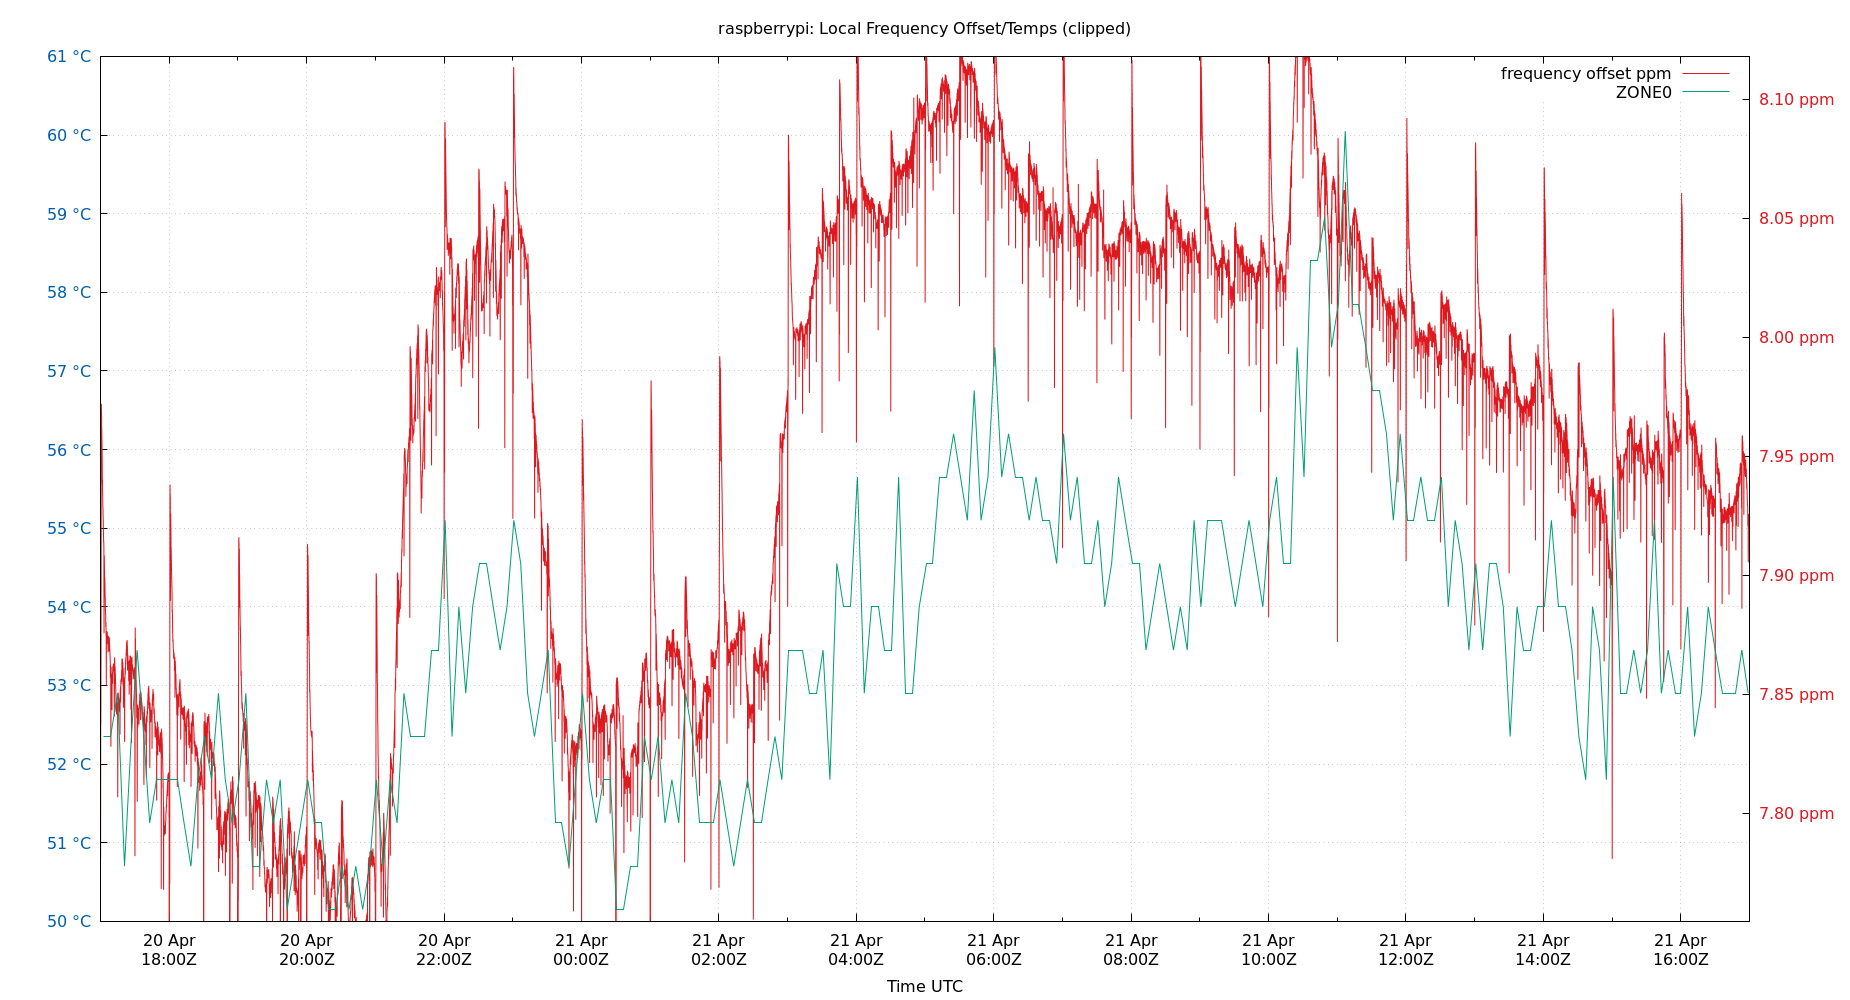 raspberrypi: Local Frequency Offset/Temps (clipped)
frequency offset ppm
ZONE0
61 °C
60 °C
59 °C
58 °C
57 °C
56 °C
55 °C
54 °C
53 °C
52 °C
51 °C
50 °C
8.10 ppm
8.05 ppm
8.00 ppm
7.95 ppm
7.90 ppm
7.85 ppm
7.80 ppm
20 Apr 20 Apr 20 Apr 21 Apr 21 Apr 21 Apr 21 Apr 21 Apr 21 Apr 21 Apr 21 Apr 21 Apr
18:00Z 20:00Z 22:00Z 00:00Z 02:00Z 04:00Z 06:00Z 08:00Z 10:00Z 12:00Z 14:00Z 16:00Z
Time UTC